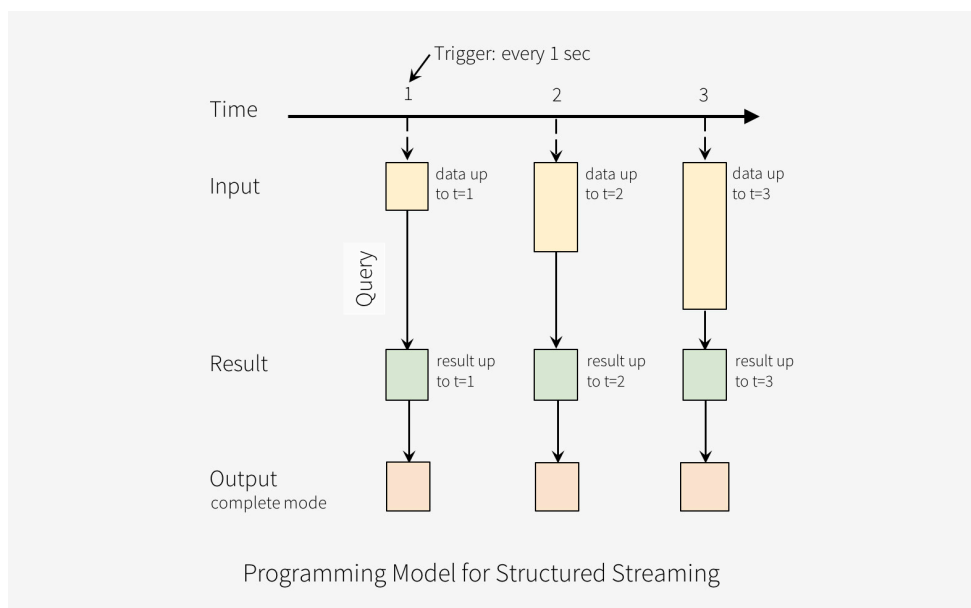 Trigger: every 1 sec
1 2 3
Time
Input
data up
to t=1
data up
to t=2
data up
to t=3
Query
Result
result up
to t=1
result up
to t=2
result up
to t=3
Output
complete mode
Programming Model for Structured Streaming